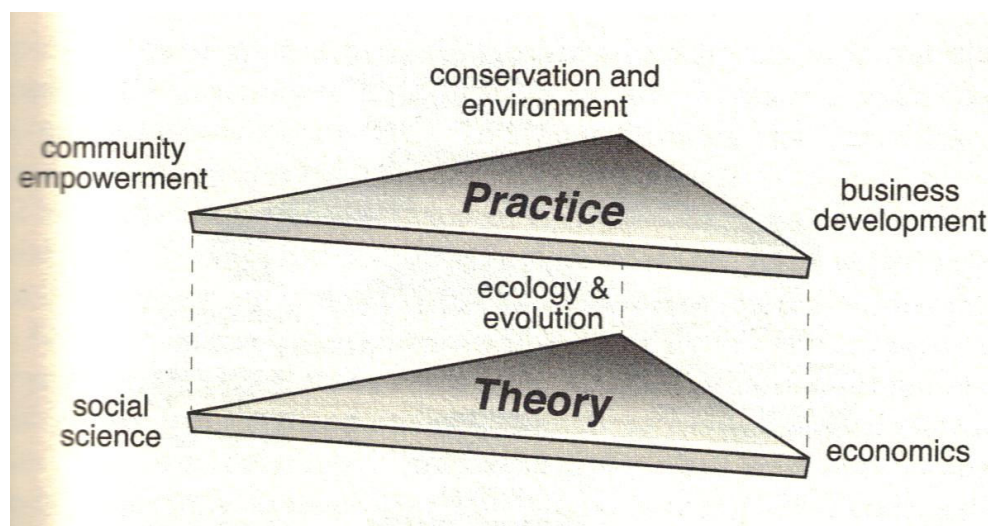 conservation and
environment
community
empowerment
Practice
business
development
ecology &
evolution
Theory
social
science
economics